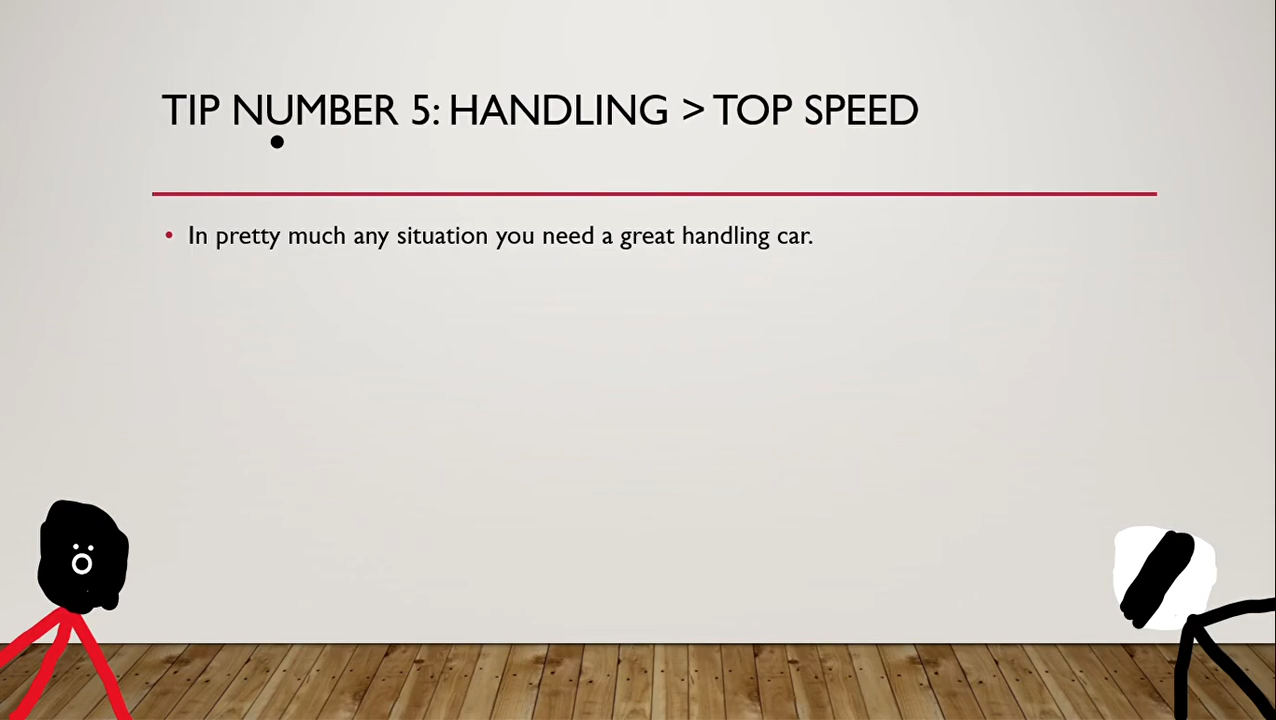 TIP NUMBER 5: HANDLING > TOP SPEED
• In pretty much any situation you need a great handling car.